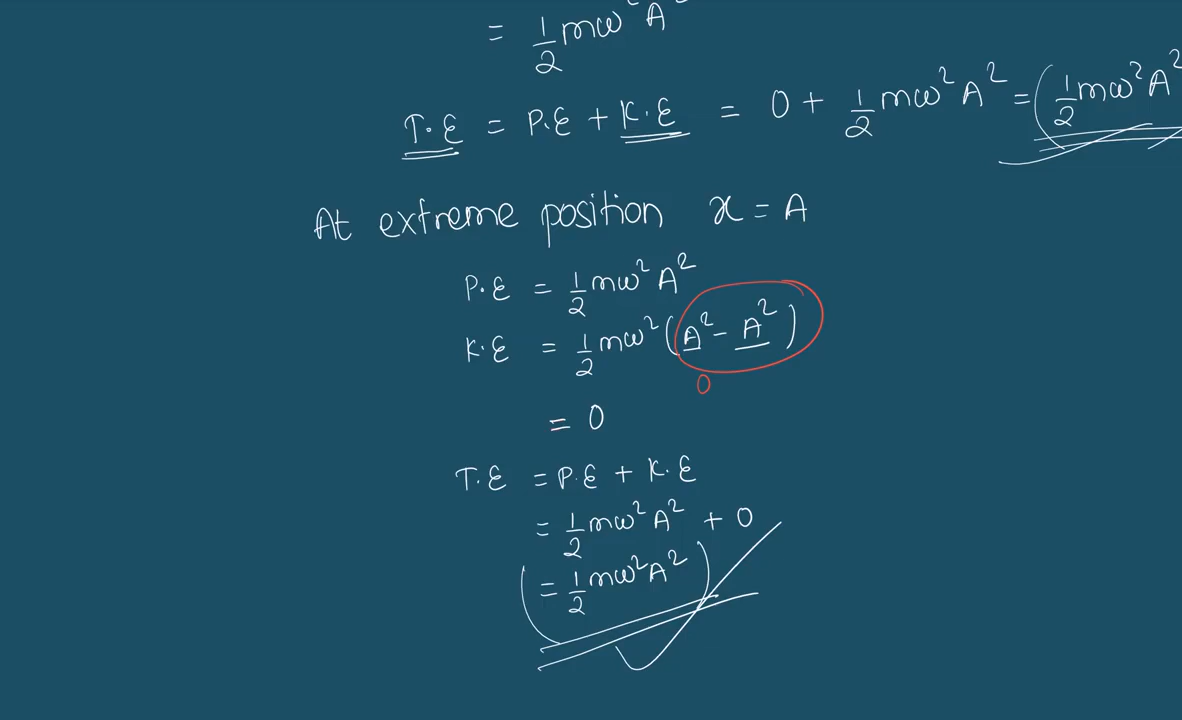 = 1/2 mω² A²
T.E = P.E + K.E = 0 + 1/2 mω² A² = (1/2 mω² A²
At extreme position x = A
P.E = 1/2 mω² A²
K.E = 1/2 mω² (A² - A²)
0
= 0
T.E = P.E + K.E
= 1/2 mω² A² + 0
(= 1/2 mω² A²)